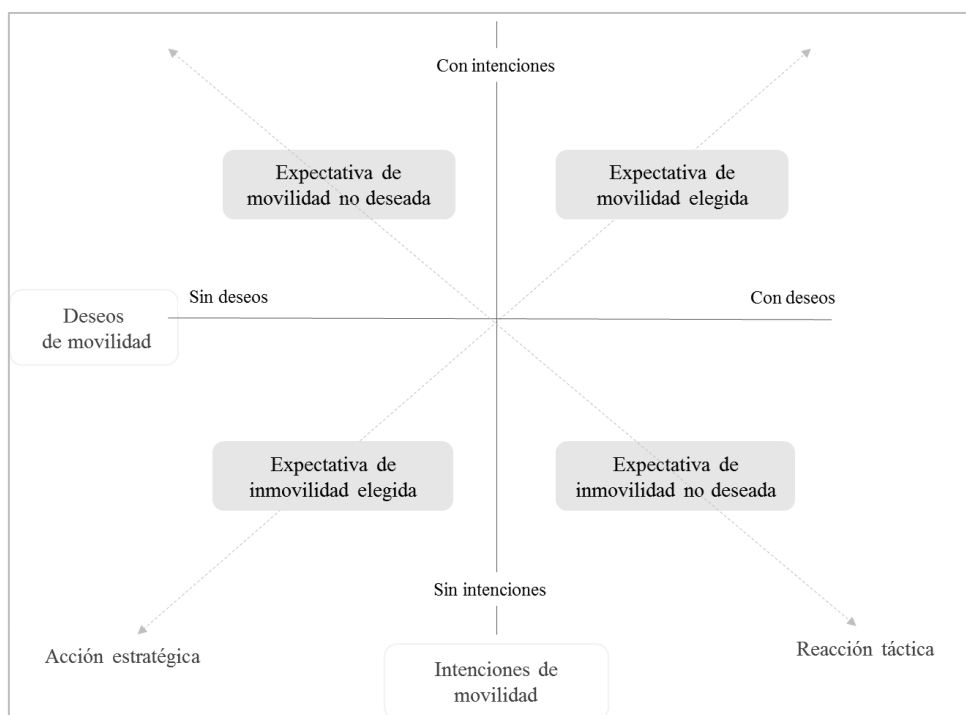 Con intenciones
Expectativa de
movilidad no deseada
Expectativa de
movilidad elegida
Sin deseos
Con deseos
Deseos
de movilidad
Expectativa de
inmovilidad elegida
Expectativa de
inmovilidad no deseada
Sin intenciones
Acción estratégica
Reacción táctica
Intenciones de
movilidad